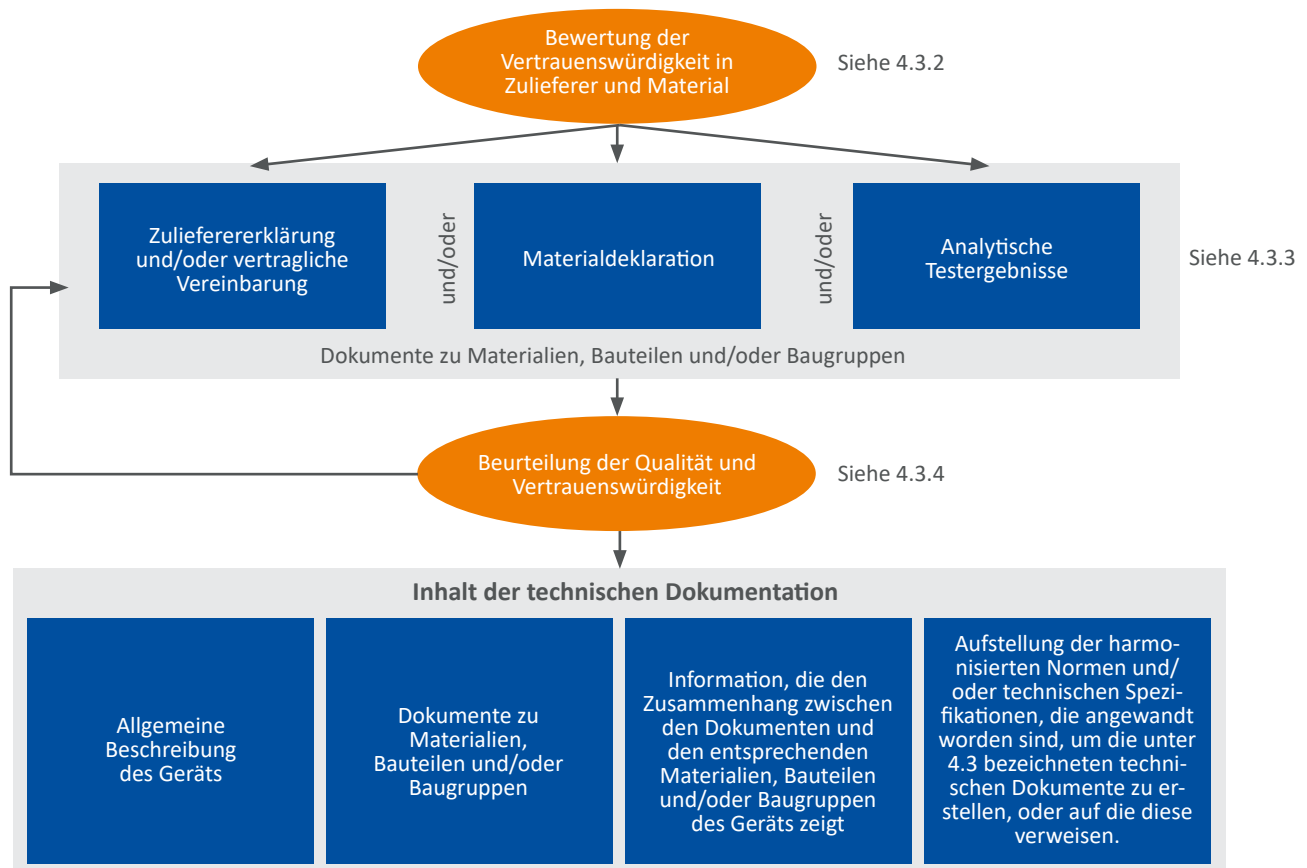 Bewertung der
Vertrauenswürdigkeit in
Zulieferer und Material
Siehe 4.3.2
Zuliefererklärung
und/oder vertragliche
Vereinbarung
und/oder
Materialdeklaration
und/oder
Analytische
Testergebnisse
Siehe 4.3.3
Dokumente zu Materialien, Bauteilen und/oder Baugruppen
Beurteilung der Qualität und
Vertrauenswürdigkeit
Siehe 4.3.4
Inhalt der technischen Dokumentation
Allgemeine
Beschreibung
des Geräts
Dokumente zu
Materialien,
Bauteilen und/oder
Baugruppen
Information, die den
Zusammenhang zwischen
den Dokumenten und
den entsprechenden
Materialien, Bauteilen
und/oder Baugruppen
des Geräts zeigt
Aufstellung der harmo-
nisierten Normen und/
oder technischen Spezi-
fikationen, die angewandt
worden sind, um die unter
4.3 bezeichneten techni-
schen Dokumente zu er-
stellen, oder auf die diese
verweisen.